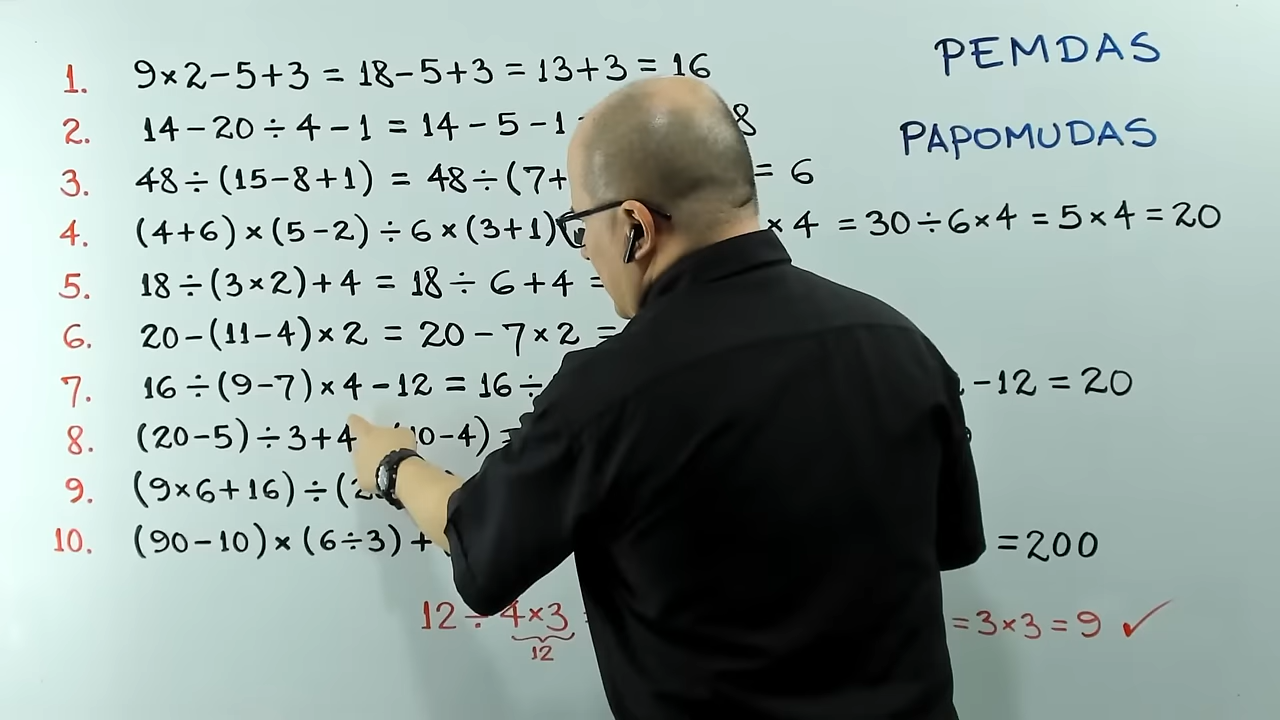 PEMDAS
PAPOMUDAS
1. 9×2−5+3 = 18−5+3 = 13+3 = 16
2. 14−20÷4−1 = 14−5−1 8
3. 48÷(15−8+1) = 48÷(7+ = 6
4. (4+6)×(5−2)÷6×(3+1) ×4 = 30÷6×4 = 5×4 = 20
5. 18÷(3×2)+4 = 18÷6+4 =
6. 20−(11−4)×2 = 20−7×2 =
7. 16÷(9−7)×4−12 = 16÷ −12 = 20
8. (20−5)÷3+4 10−4) =
9. (9×6+16)÷(2
10. (90−10)×(6÷3)+ =200
12÷4×3 =3×3=9 ✓
12